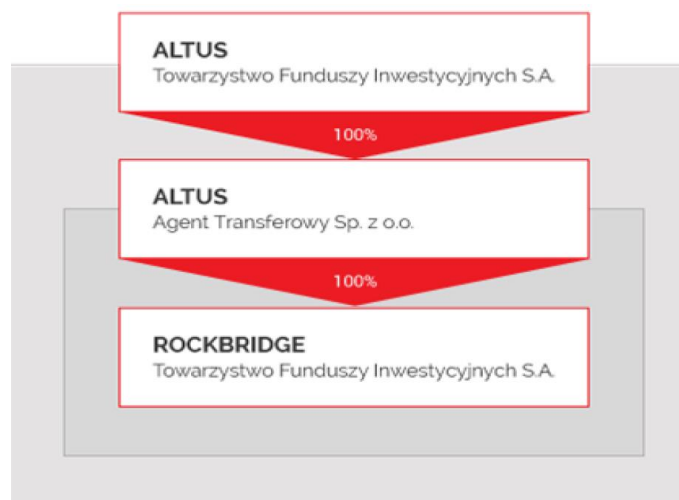 ALTUS
Towarzystwo Funduszy Inwestycyjnych S.A.
100%
ALTUS
Agent Transferowy Sp. z o.o.
100%
ROCKBRIDGE
Towarzystwo Funduszy Inwestycyjnych S.A.